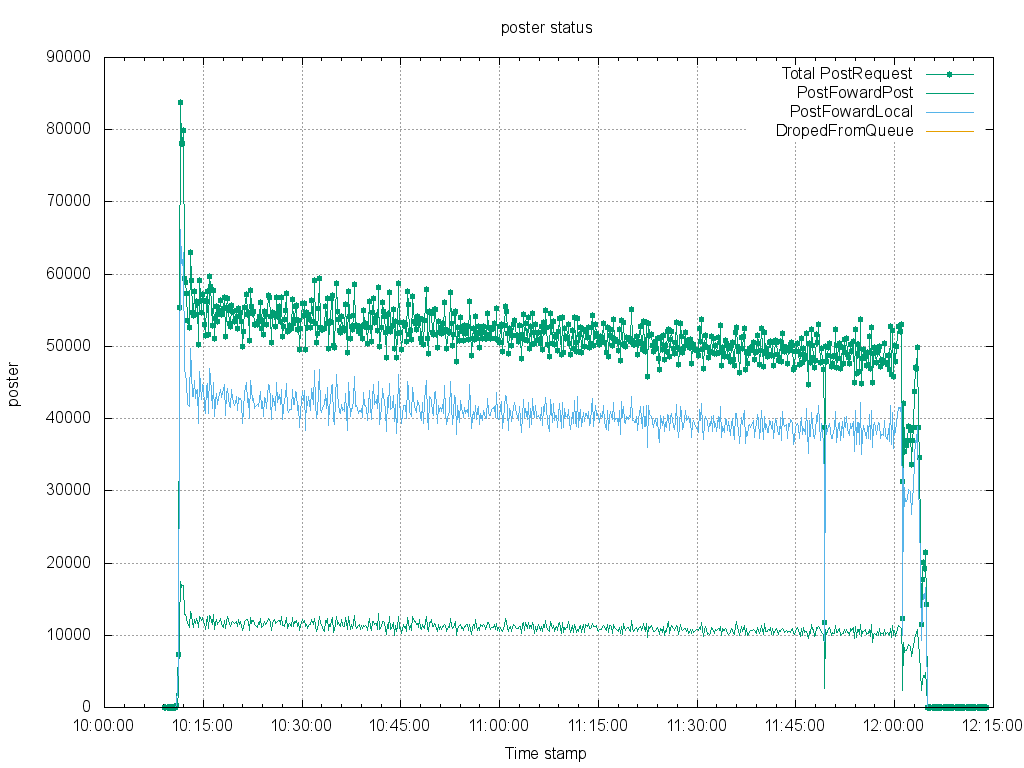 poster status
90000
80000
70000
60000
50000
40000
30000
20000
10000
0
poster
Total PostRequest
PostFowardPost
PostFowardLocal
DropedFromQueue
10:00:00 10:15:00 10:30:00 10:45:00 11:00:00 11:15:00 11:30:00 11:45:00 12:00:00 12:15:00
Time stamp